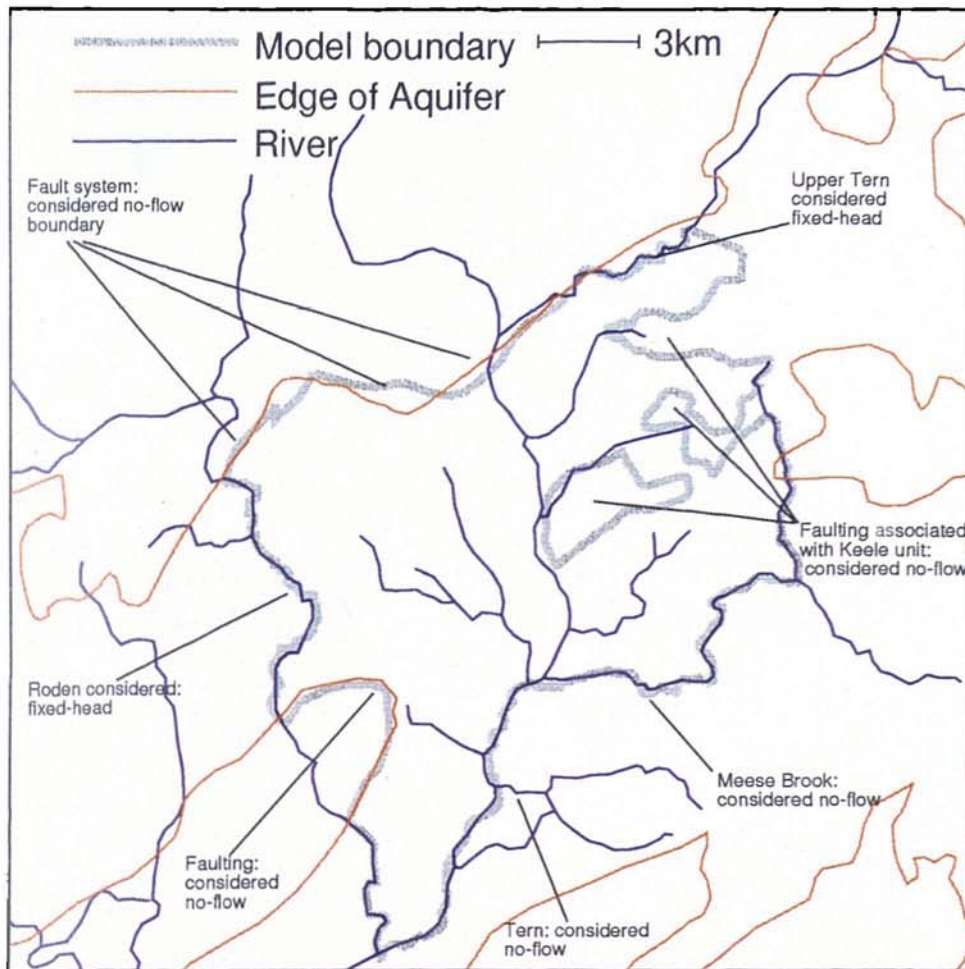 Model boundary
3km
Edge of Aquifer
River
Fault system:
considered no-flow
boundary
Upper Tern
considered
fixed-head
Faulting associated
with Keele unit:
considered no-flow
Roden considered:
fixed-head
Meese Brook:
considered no-flow
Faulting:
considered
no-flow
Tern: considered
no-flow